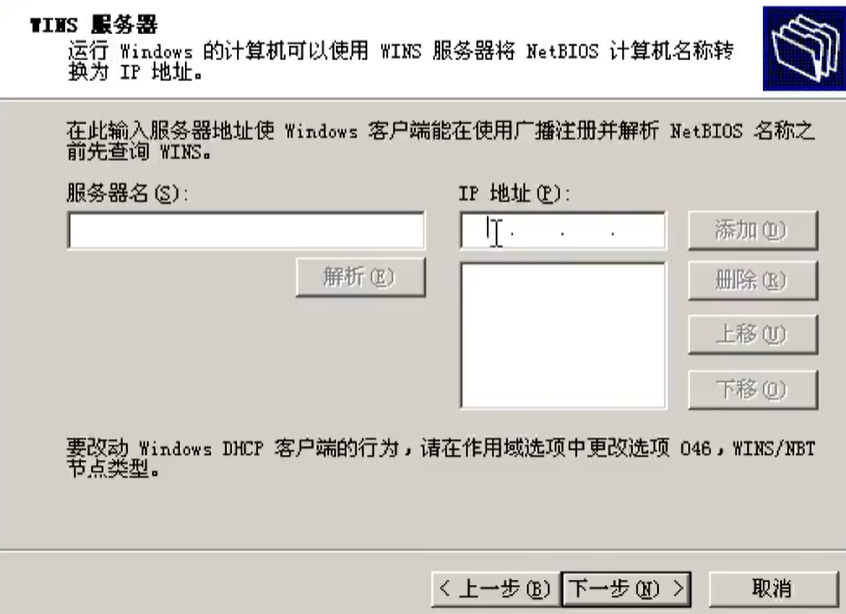 WINS 服务器
运行 Windows 的计算机可以使用 WINS 服务器将 NetBIOS 计算机名称转
换为 IP 地址。
在此输入服务器地址使 Windows 客户端能在使用广播注册并解析 NetBIOS 名称之
前先查询 WINS。
服务器名(S):
IP 地址(P):
添加(D)
解析(E)
删除(R)
上移(U)
下移(O)
要改动 Windows DHCP 客户端的行为,请在作用域选项中更改选项 046,WINS/NBT
节点类型。
< 上一步(B)
下一步(N) >
取消